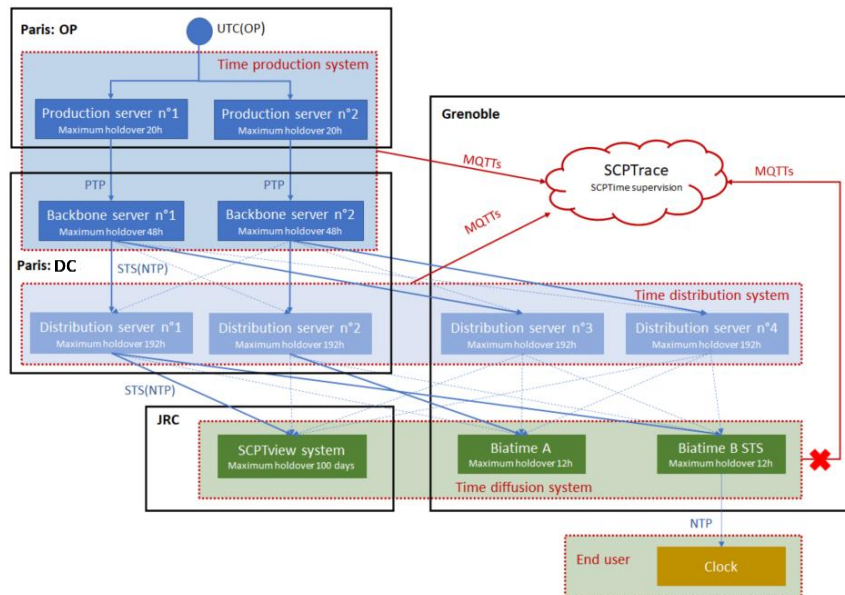 Paris: OP
UTC(OP)
Time production system
Production server n°1
Maximum holdover 20h
Production server n°2
Maximum holdover 20h
Grenoble
SCPTrace
SCPTime supervision
MQTTs
MQTTs
MQTTs
PTP
PTP
Backbone server n°1
Maximum holdover 48h
Backbone server n°2
Maximum holdover 48h
Paris: DC
STS(NTP)
Time distribution system
Distribution server n°1
Maximum holdover 192h
Distribution server n°2
Maximum holdover 192h
Distribution server n°3
Maximum holdover 192h
Distribution server n°4
Maximum holdover 192h
STS(NTP)
JRC
SCPTview system
Maximum holdover 100 days
Biatime A
Maximum holdover 12h
Biatime B STS
Maximum holdover 12h
Time diffusion system
NTP
End user
Clock